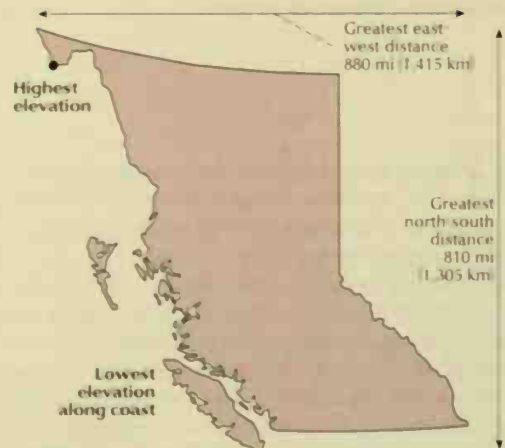 Greatest east-
west distance
880 mi (1,415 km)
Highest
elevation
Greatest
north-south
distance
810 mi
(1,305 km)
Lowest
elevation
along coast